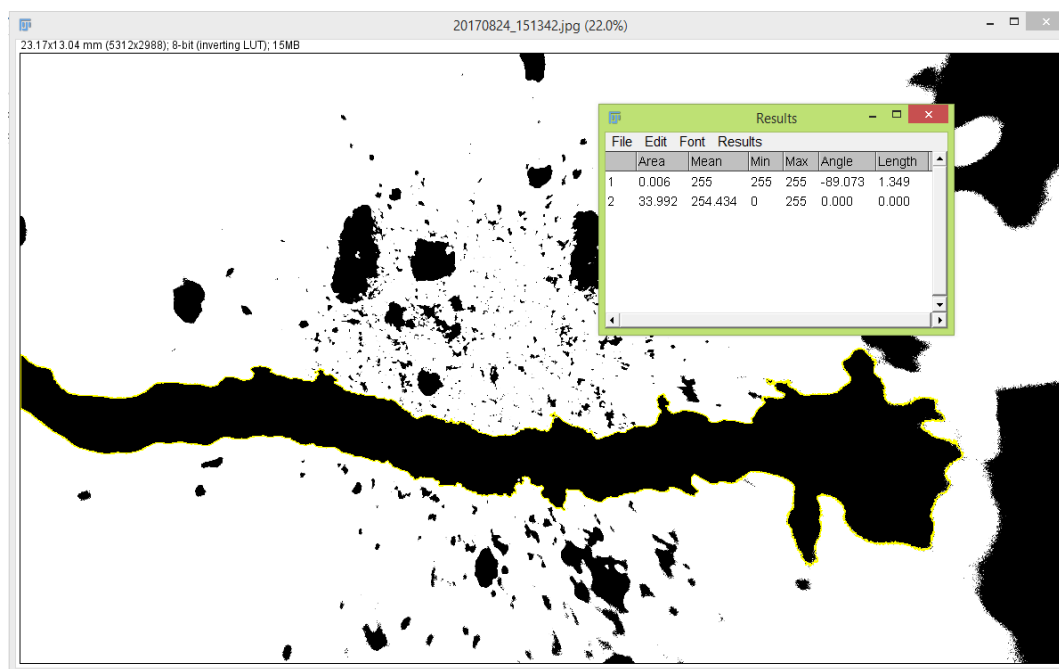 20170824_151342.jpg (22.0%)
23.17x13.04 mm (5312x2988); 8-bit (inverting LUT); 15MB
Results
File Edit Font Results
Area Mean Min Max Angle Length
1 0.006 255 255 255 -89.073 1.349
2 33.992 254.434 0 255 0.000 0.000